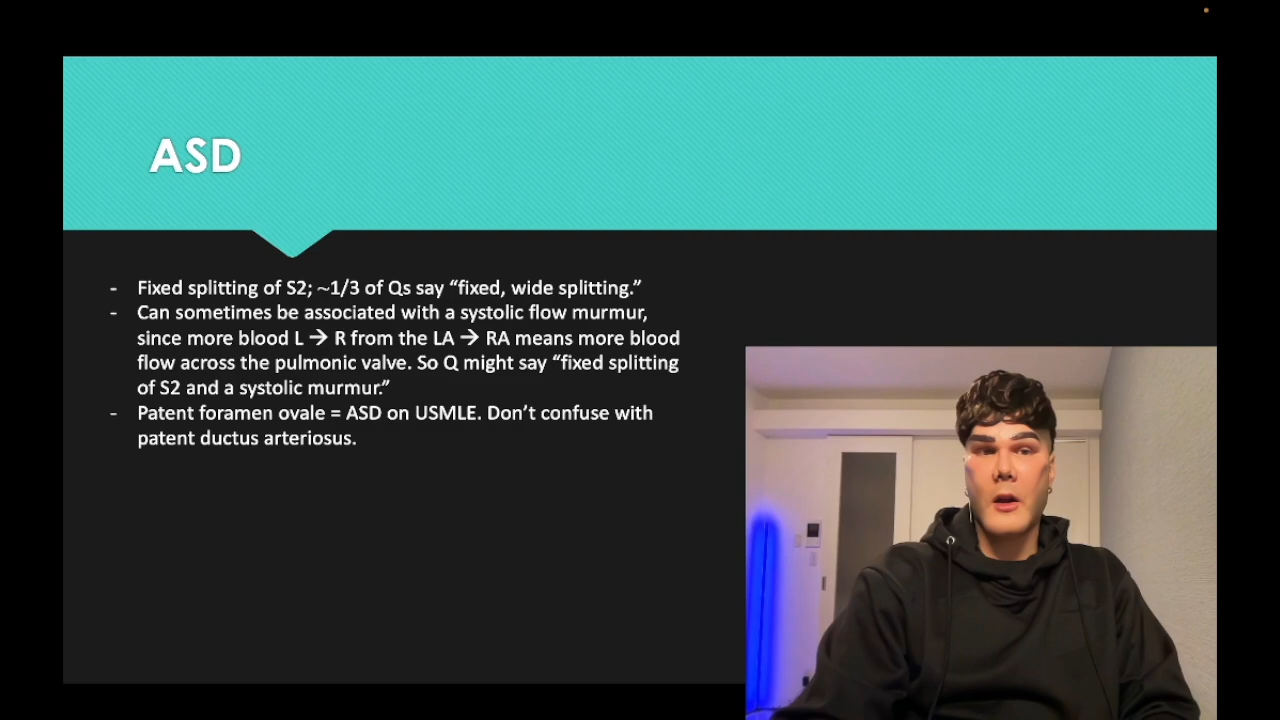 ASD
- Fixed splitting of S2; ~1/3 of Qs say “fixed, wide splitting.”
- Can sometimes be associated with a systolic flow murmur,
since more blood L → R from the LA → RA means more blood
flow across the pulmonic valve. So Q might say “fixed splitting
of S2 and a systolic murmur.”
- Patent foramen ovale = ASD on USMLE. Don’t confuse with
patent ductus arteriosus.